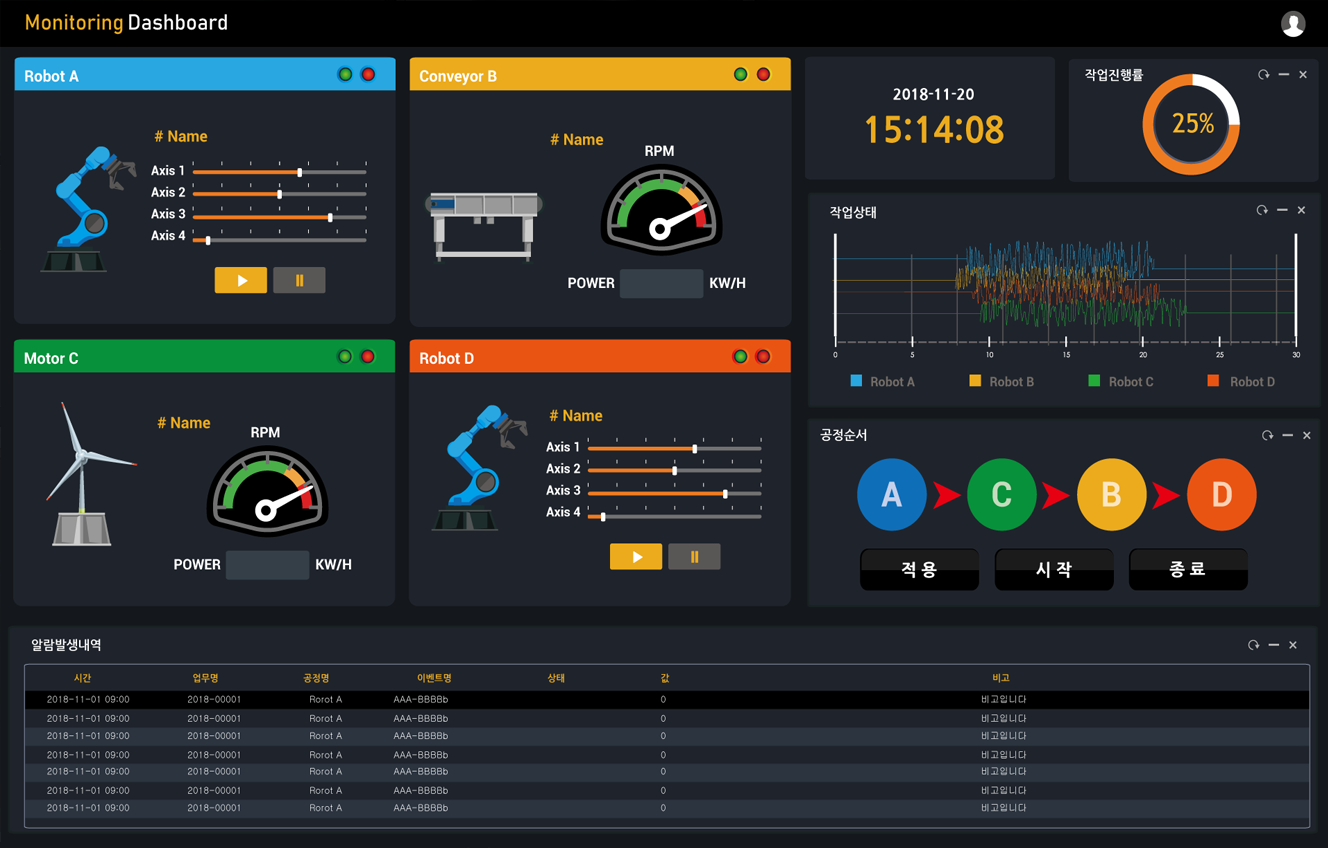 Monitoring Dashboard
Robot A
# Name
Axis 1
Axis 2
Axis 3
Axis 4
Conveyor B
# Name
RPM
POWER KW/H
2018-11-20
15:14:08
작업진행률
25%
작업상태
0 5 10 15 20 25 30
Robot A Robot B Robot C Robot D
Motor C
# Name
RPM
POWER KW/H
Robot D
# Name
Axis 1
Axis 2
Axis 3
Axis 4
공정순서
A C B D
적용 시작 종료
알람발생내역
시간 업무명 공정명 이벤트명 상태 값 비고
2018-11-01 09:00 2018-00001 Rorot A AAA-BBBBb 0 비고입니다
2018-11-01 09:00 2018-00001 Rorot A AAA-BBBBb 0 비고입니다
2018-11-01 09:00 2018-00001 Rorot A AAA-BBBBb 0 비고입니다
2018-11-01 09:00 2018-00001 Rorot A AAA-BBBBb 0 비고입니다
2018-11-01 09:00 2018-00001 Rorot A AAA-BBBBb 0 비고입니다
2018-11-01 09:00 2018-00001 Rorot A AAA-BBBBb 0 비고입니다
2018-11-01 09:00 2018-00001 Rorot A AAA-BBBBb 0 비고입니다